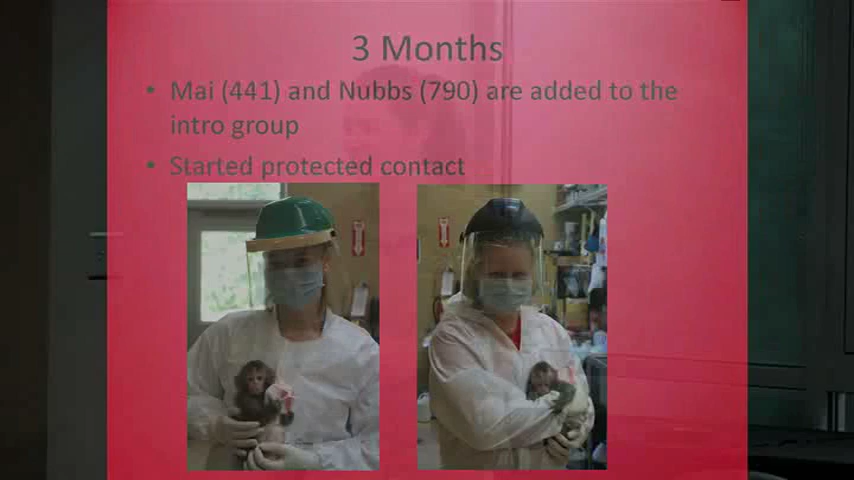 3 Months
• Mai (441) and Nubbs (790) are added to the
intro group
• Started protected contact